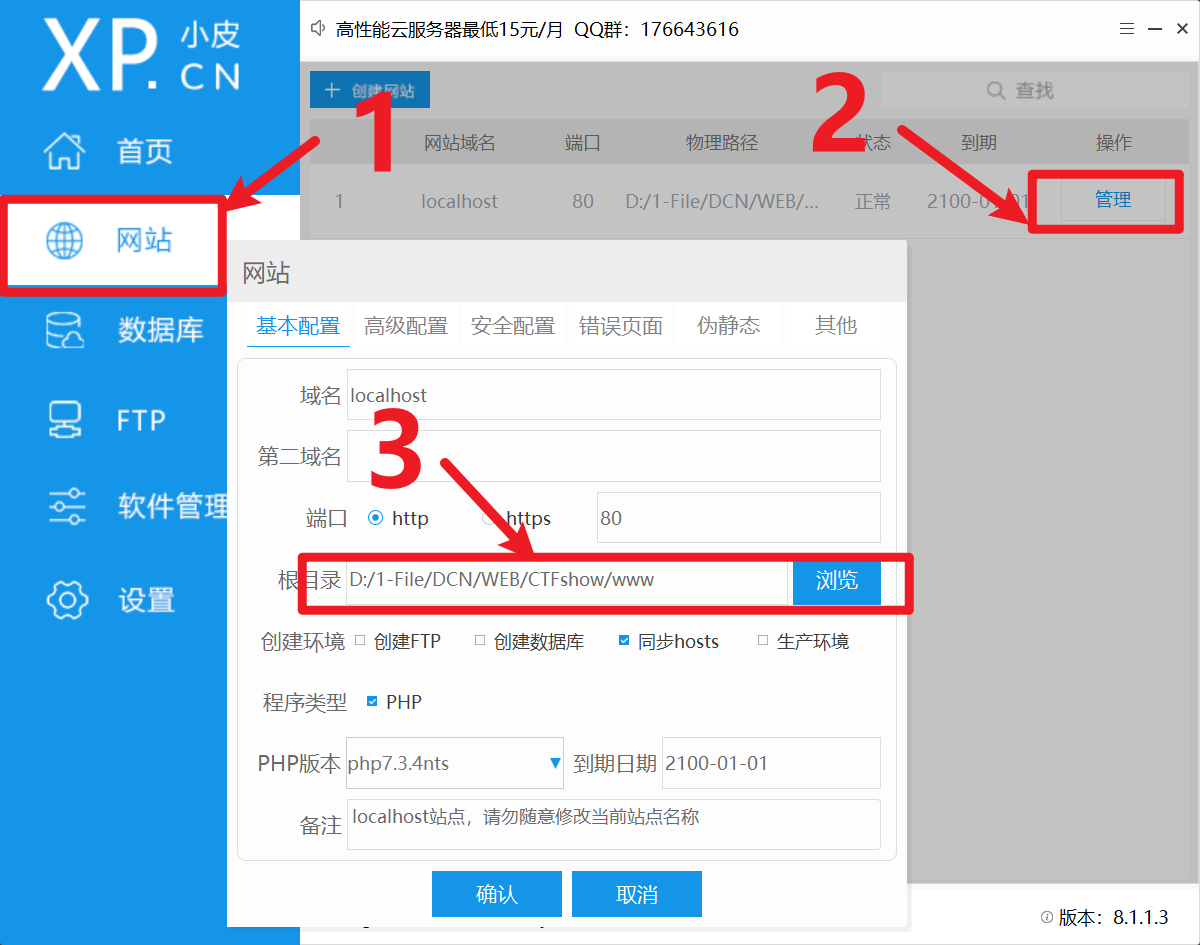 XP.CN 小皮
高性能云服务器最低15元/月 QQ群：176643616
首页
网站
数据库
FTP
软件管理
设置
创建网站
查找
网站域名 端口 物理路径 状态 到期 操作
1 localhost 80 D:/1-File/DCN/WEB/... 正常 2100-01-01 管理
1
2
网站
基本配置 高级配置 安全配置 错误页面 伪静态 其他
域名 localhost
3
第二域名
端口 http https 80
根目录 D:/1-File/DCN/WEB/CTFshow/www 浏览
创建环境 创建FTP 创建数据库 同步hosts 生产环境
程序类型 PHP
PHP版本 php7.3.4nts 到期日期 2100-01-01
备注 localhost站点，请勿随意修改当前站点名称
确认 取消
版本：8.1.1.3